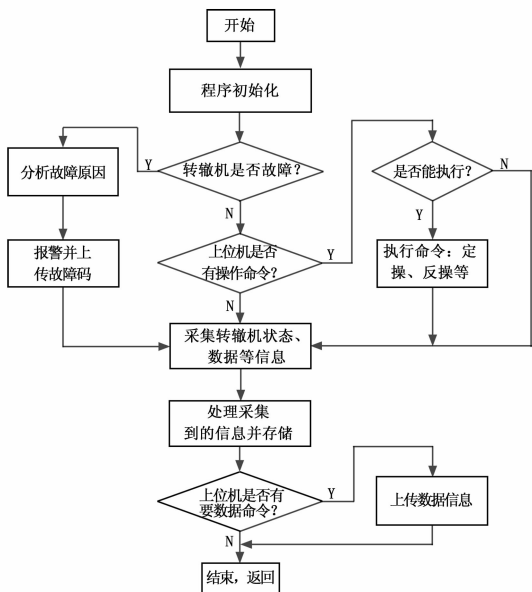 开始
程序初始化
转辙机是否故障？
Y
N
分析故障原因
报警并上
传故障码
上位机是否
有操作命令？
Y
N
是否能执行？
N
Y
执行命令：定
操、反操等
采集转辙机状态、
数据等信息
处理采集
到的信息并存储
上位机是否有
要数据命令？
Y
N
上传数据信息
结束，返回